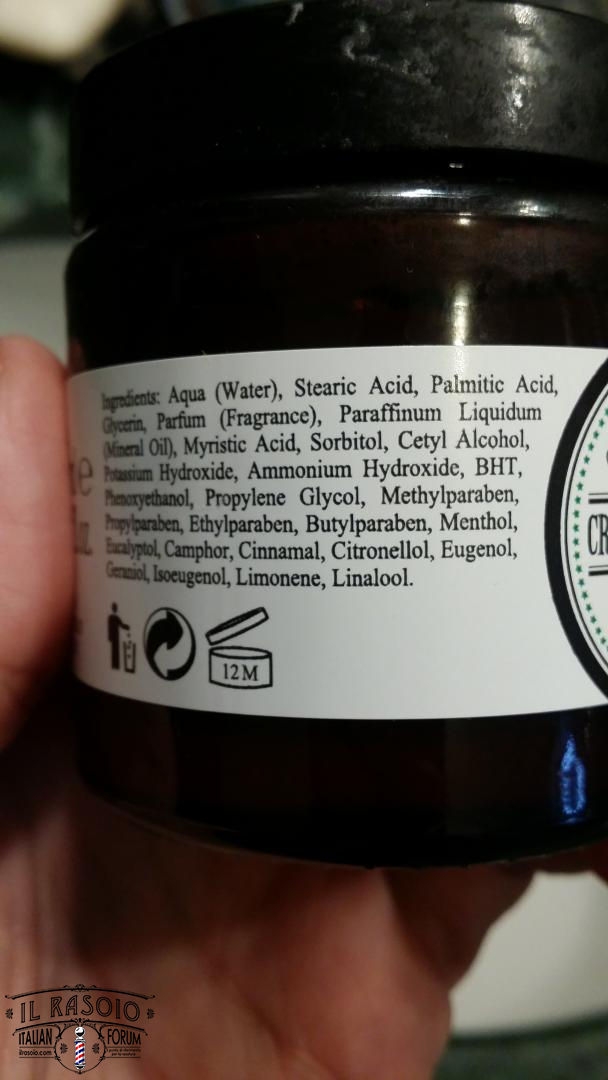 Ingredients: Aqua (Water), Stearic Acid, Palmitic Acid,
Glycerin, Parfum (Fragrance), Paraffinum Liquidum
(Mineral Oil), Myristic Acid, Sorbitol, Cetyl Alcohol,
Potassium Hydroxide, Ammonium Hydroxide, BHT,
Phenoxyethanol, Propylene Glycol, Methylparaben,
Propylparaben, Ethylparaben, Butylparaben, Menthol,
Eucalyptol, Camphor, Cinnamal, Citronellol, Eugenol,
Geraniol, Isoeugenol, Limonene, Linalool.
12M
CR
IL RASOIO
ITALIAN FORUM
ilrasoio.com